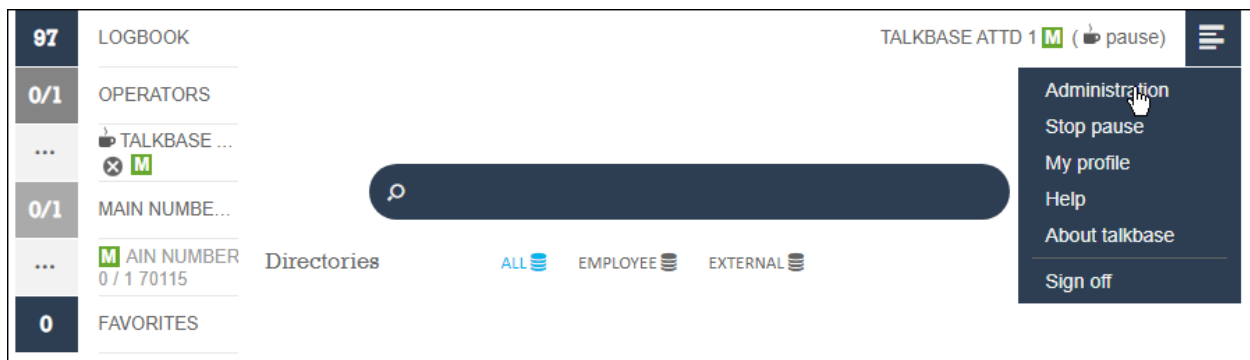 97 LOGBOOK
TALKBASE ATTD 1 M ( pause)
0/1 OPERATORS
... TALKBASE ...
M
0/1 MAIN NUMBE...
... M AIN NUMBER
0 / 1 70115
0 FAVORITES
Directories ALL EMPLOYEE EXTERNAL
Administration
Stop pause
My profile
Help
About talkbase
Sign off